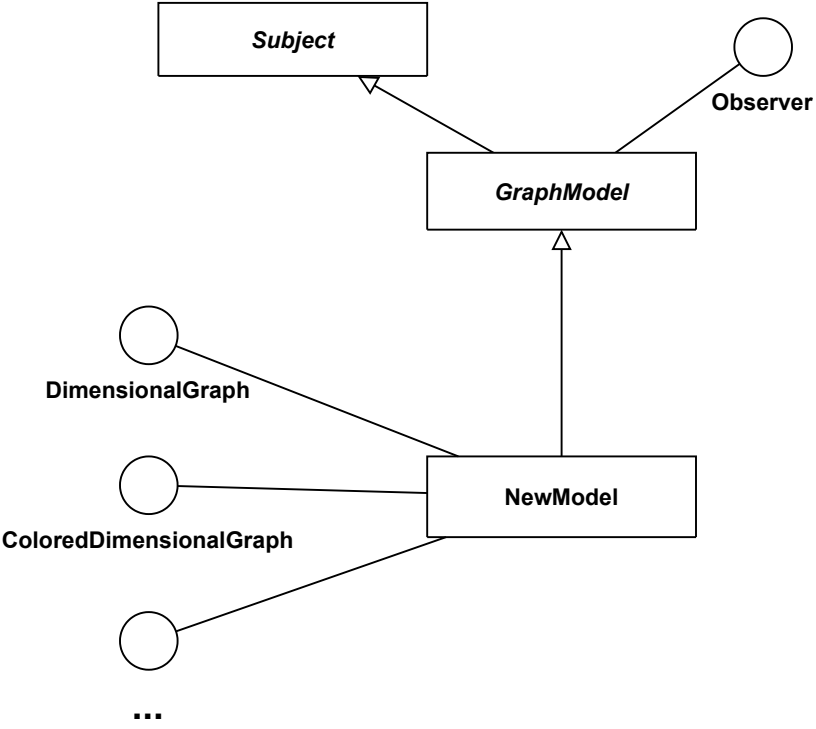 Subject
Observer
GraphModel
DimensionalGraph
NewModel
ColoredDimensionalGraph
...